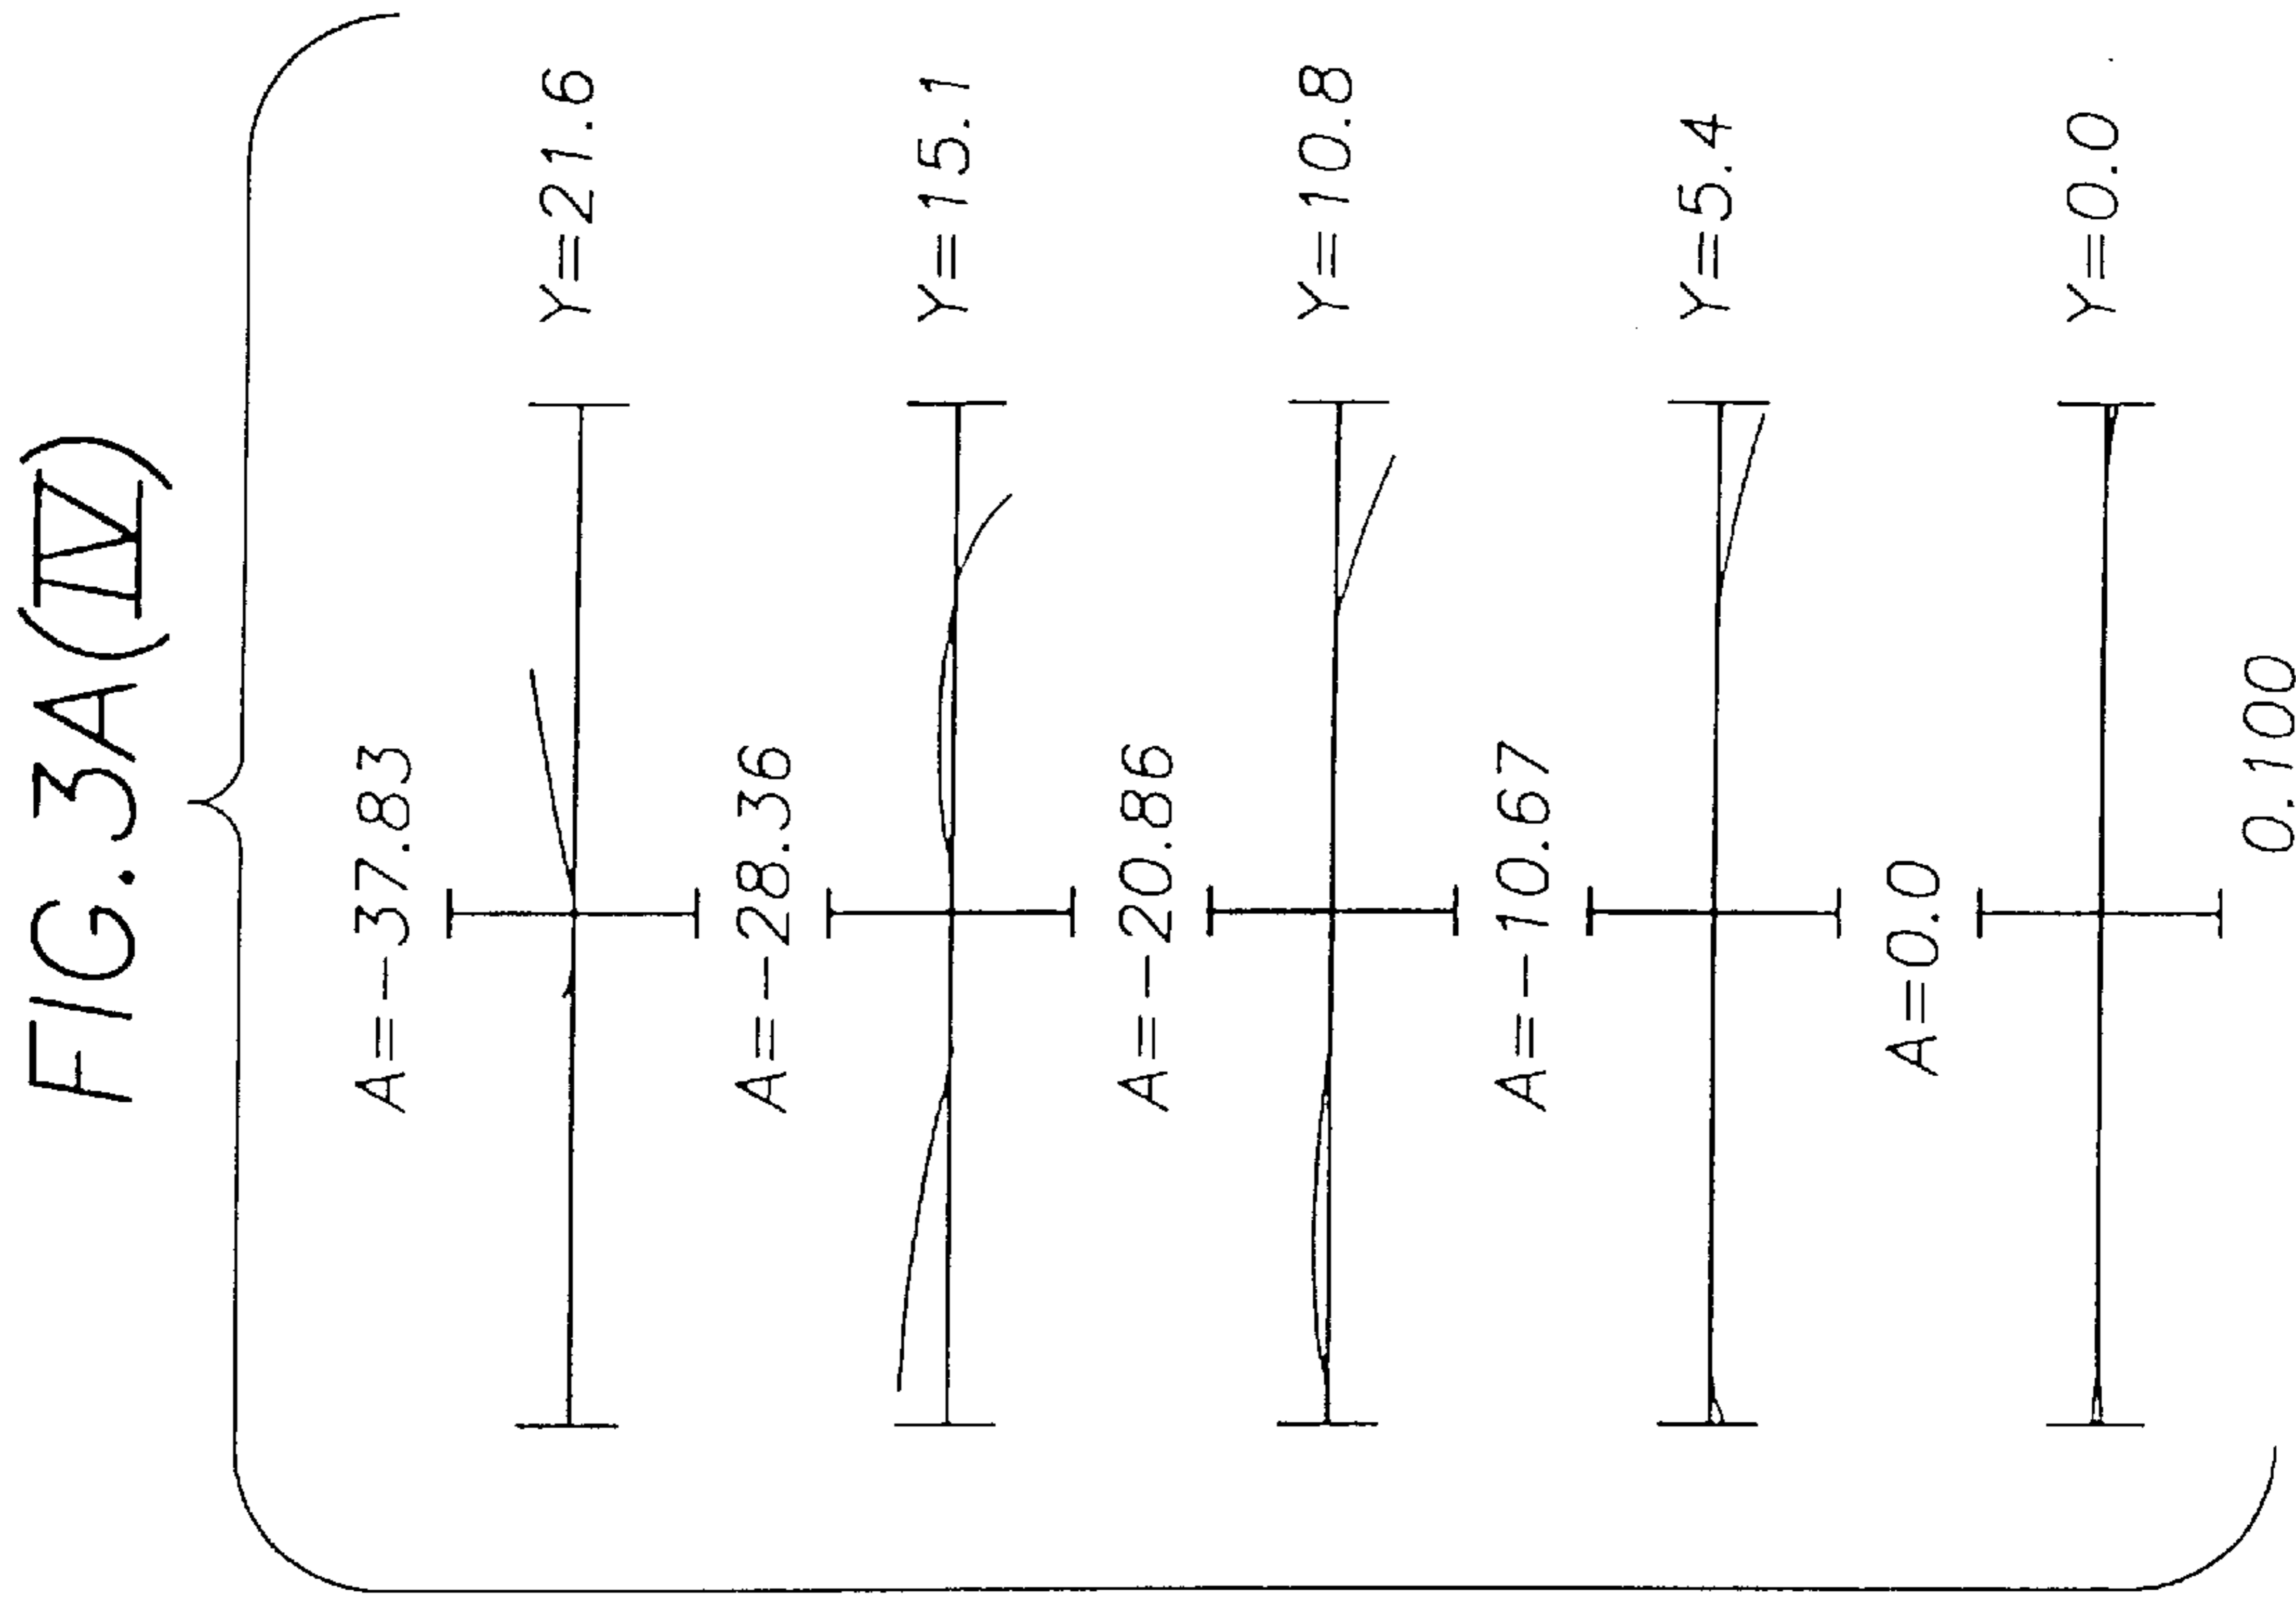 FIG. 3A(IV)
A=-37.83
Y=21.6
A=-28.36
Y=15.1
A=-20.86
Y=10.8
A=-10.67
Y=5.4
A=0.0
Y=0.0
0.100